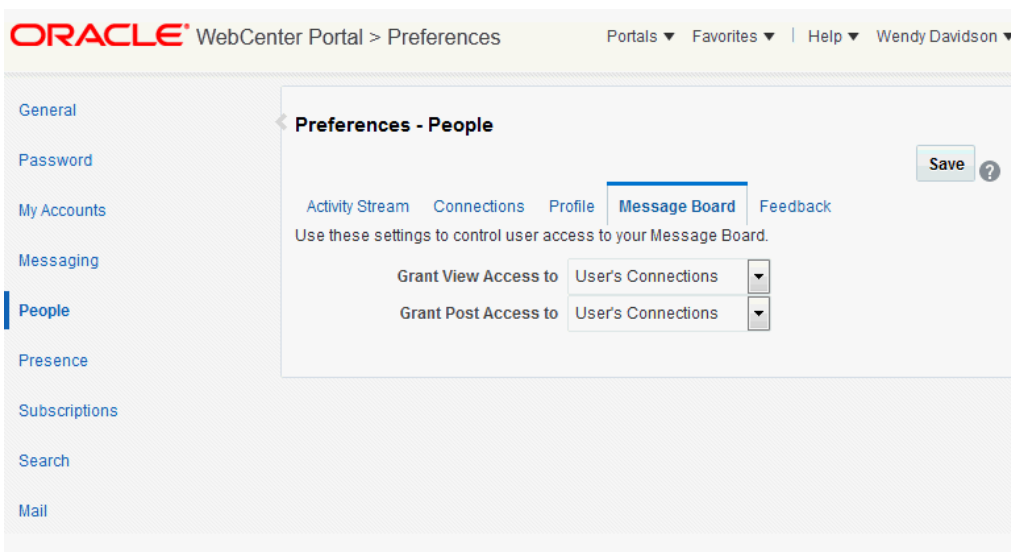 ORACLE® WebCenter Portal > Preferences Portals Favorites | Help Wendy Davidson
General
Password
My Accounts
Messaging
People
Presence
Subscriptions
Search
Mail
Preferences - People
Save ?
Activity Stream Connections Profile Message Board Feedback
Use these settings to control user access to your Message Board.
Grant View Access to User's Connections
Grant Post Access to User's Connections